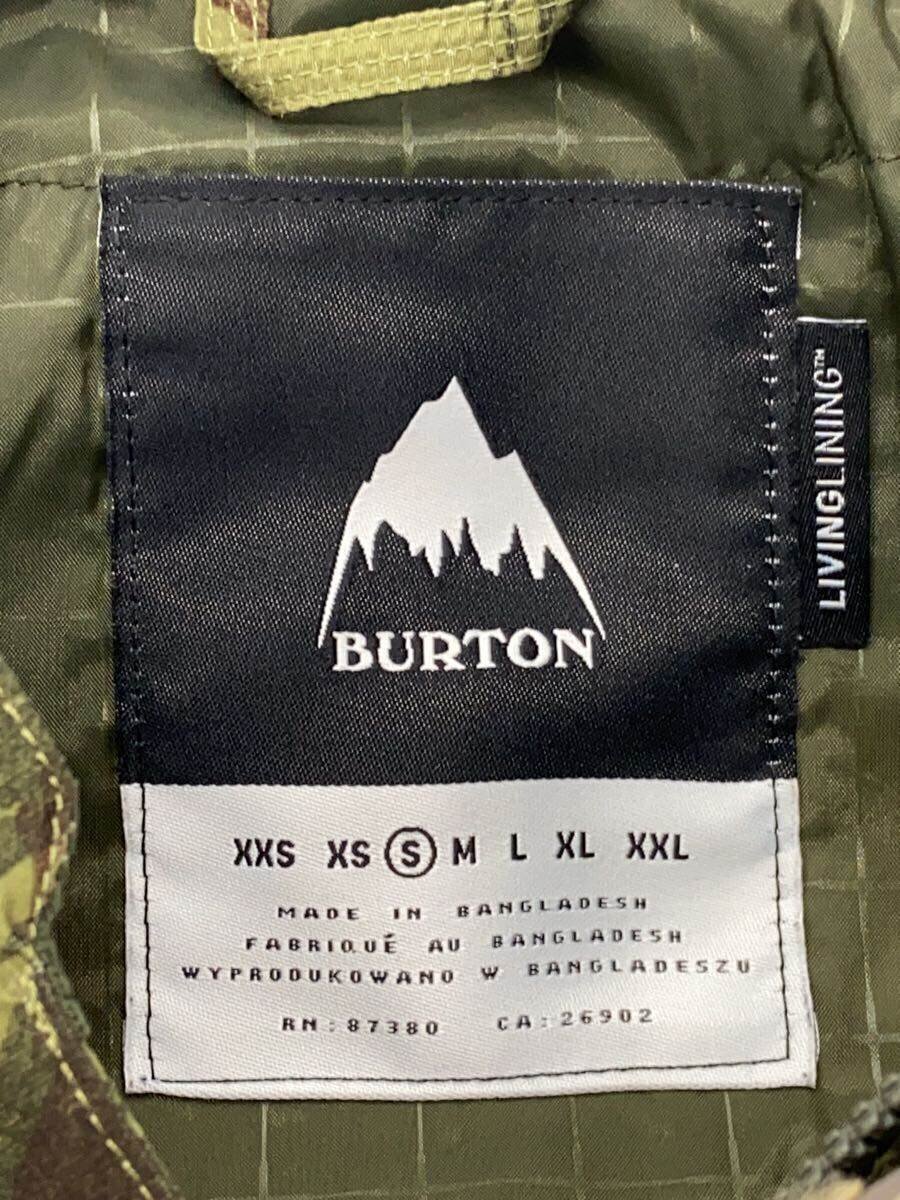 BURTON
LIVINGLINING™
XXS XS S M L XL XXL
MADE IN BANGLADESH
FABRIQUÉ AU BANGLADESH
WYPRODUKOWANO W BANGLADESZU
RN:87380 CA:26902